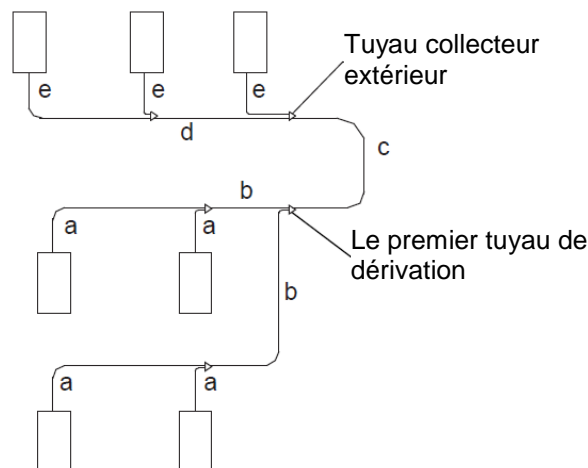 Tuyau collecteur
extérieur
e
e
e
d
c
b
a
a
Le premier tuyau de
dérivation
b
a
a